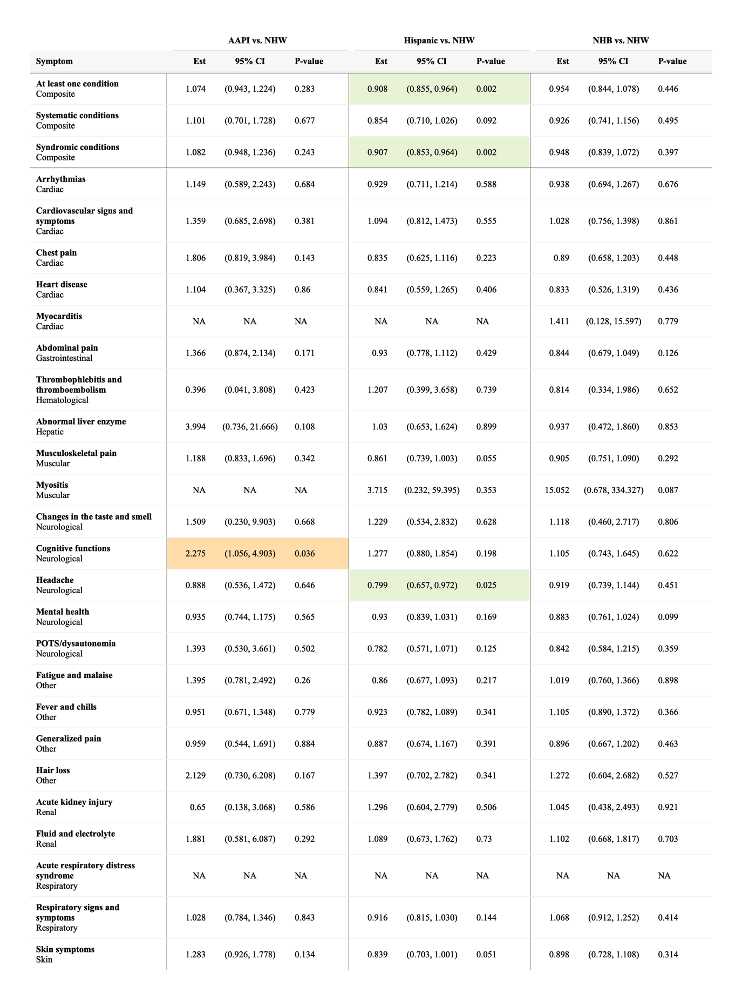 AAPI vs. NHW Hispanic vs. NHW NHB vs. NHW
Symptom Est 95% CI P-value Est 95% CI P-value Est 95% CI P-value
At least one condition
Composite
1.074 (0.943, 1.224) 0.283 0.908 (0.855, 0.964) 0.002 0.954 (0.844, 1.078) 0.446
Systematic conditions
Composite
1.101 (0.701, 1.728) 0.677 0.854 (0.710, 1.026) 0.092 0.926 (0.741, 1.156) 0.495
Syndromic conditions
Composite
1.082 (0.948, 1.236) 0.243 0.907 (0.853, 0.964) 0.002 0.948 (0.839, 1.072) 0.397
Arrhythmias
Cardiac
1.149 (0.589, 2.243) 0.684 0.929 (0.711, 1.214) 0.588 0.938 (0.694, 1.267) 0.676
Cardiovascular signs and
symptoms
Cardiac
1.359 (0.685, 2.698) 0.381 1.094 (0.812, 1.473) 0.555 1.028 (0.756, 1.398) 0.861
Chest pain
Cardiac
1.806 (0.819, 3.984) 0.143 0.835 (0.625, 1.116) 0.223 0.89 (0.658, 1.203) 0.448
Heart disease
Cardiac
1.104 (0.367, 3.325) 0.86 0.841 (0.559, 1.265) 0.406 0.833 (0.526, 1.319) 0.436
Myocarditis
Cardiac
NA NA NA NA NA NA 1.411 (0.128, 15.597) 0.779
Abdominal pain
Gastrointestinal
1.366 (0.874, 2.134) 0.171 0.93 (0.778, 1.112) 0.429 0.844 (0.679, 1.049) 0.126
Thrombophlebitis and
thromboembolism
Hematological
0.396 (0.041, 3.808) 0.423 1.207 (0.399, 3.658) 0.739 0.814 (0.334, 1.986) 0.652
Abnormal liver enzyme
Hepatic
3.994 (0.736, 21.666) 0.108 1.03 (0.653, 1.624) 0.899 0.937 (0.472, 1.860) 0.853
Musculoskeletal pain
Muscular
1.188 (0.833, 1.696) 0.342 0.861 (0.739, 1.003) 0.055 0.905 (0.751, 1.090) 0.292
Myositis
Muscular
NA NA NA 3.715 (0.232, 59.395) 0.353 15.052 (0.678, 334.327) 0.087
Changes in the taste and smell
Neurological
1.509 (0.230, 9.903) 0.668 1.229 (0.534, 2.832) 0.628 1.118 (0.460, 2.717) 0.806
Cognitive functions
Neurological
2.275 (1.056, 4.903) 0.036 1.277 (0.880, 1.854) 0.198 1.105 (0.743, 1.645) 0.622
Headache
Neurological
0.888 (0.536, 1.472) 0.646 0.799 (0.657, 0.972) 0.025 0.919 (0.739, 1.144) 0.451
Mental health
Neurological
0.935 (0.744, 1.175) 0.565 0.93 (0.839, 1.031) 0.169 0.883 (0.761, 1.024) 0.099
POTS/dysautonomia
Neurological
1.393 (0.530, 3.661) 0.502 0.782 (0.571, 1.071) 0.125 0.842 (0.584, 1.215) 0.359
Fatigue and malaise
Other
1.395 (0.781, 2.492) 0.26 0.86 (0.677, 1.093) 0.217 1.019 (0.760, 1.366) 0.898
Fever and chills
Other
0.951 (0.671, 1.348) 0.779 0.923 (0.782, 1.089) 0.341 1.105 (0.890, 1.372) 0.366
Generalized pain
Other
0.959 (0.544, 1.691) 0.884 0.887 (0.674, 1.167) 0.391 0.896 (0.667, 1.202) 0.463
Hair loss
Other
2.129 (0.730, 6.208) 0.167 1.397 (0.702, 2.782) 0.341 1.272 (0.604, 2.682) 0.527
Acute kidney injury
Renal
0.65 (0.138, 3.068) 0.586 1.296 (0.604, 2.779) 0.506 1.045 (0.438, 2.493) 0.921
Fluid and electrolyte
Renal
1.881 (0.581, 6.087) 0.292 1.089 (0.673, 1.762) 0.73 1.102 (0.668, 1.817) 0.703
Acute respiratory distress
syndrome
Respiratory
NA NA NA NA NA NA NA NA NA
Respiratory signs and
symptoms
Respiratory
1.028 (0.784, 1.346) 0.843 0.916 (0.815, 1.030) 0.144 1.068 (0.912, 1.252) 0.414
Skin symptoms
Skin
1.283 (0.926, 1.778) 0.134 0.839 (0.703, 1.001) 0.051 0.898 (0.728, 1.108) 0.314